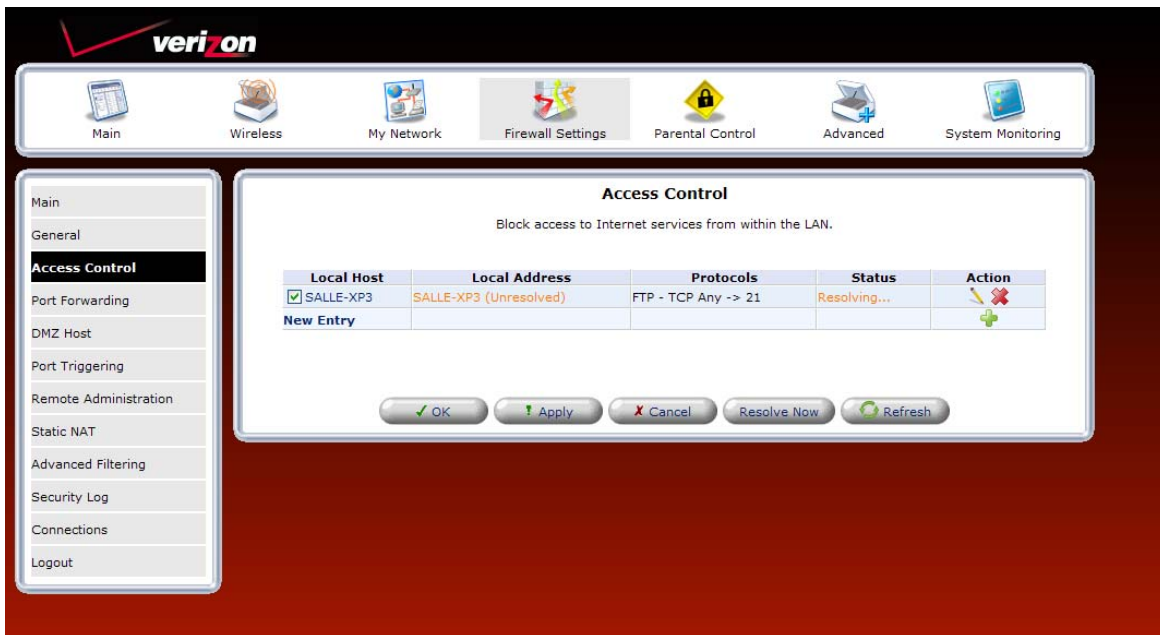 verizon
Main Wireless My Network Firewall Settings Parental Control Advanced System Monitoring
Main
General
Access Control
Port Forwarding
DMZ Host
Port Triggering
Remote Administration
Static NAT
Advanced Filtering
Security Log
Connections
Logout
Access Control
Block access to Internet services from within the LAN.
Local Host Local Address Protocols Status Action
SALLE-XP3 SALLE-XP3 (Unresolved) FTP - TCP Any -> 21 Resolving...
New Entry
OK Apply Cancel Resolve Now Refresh